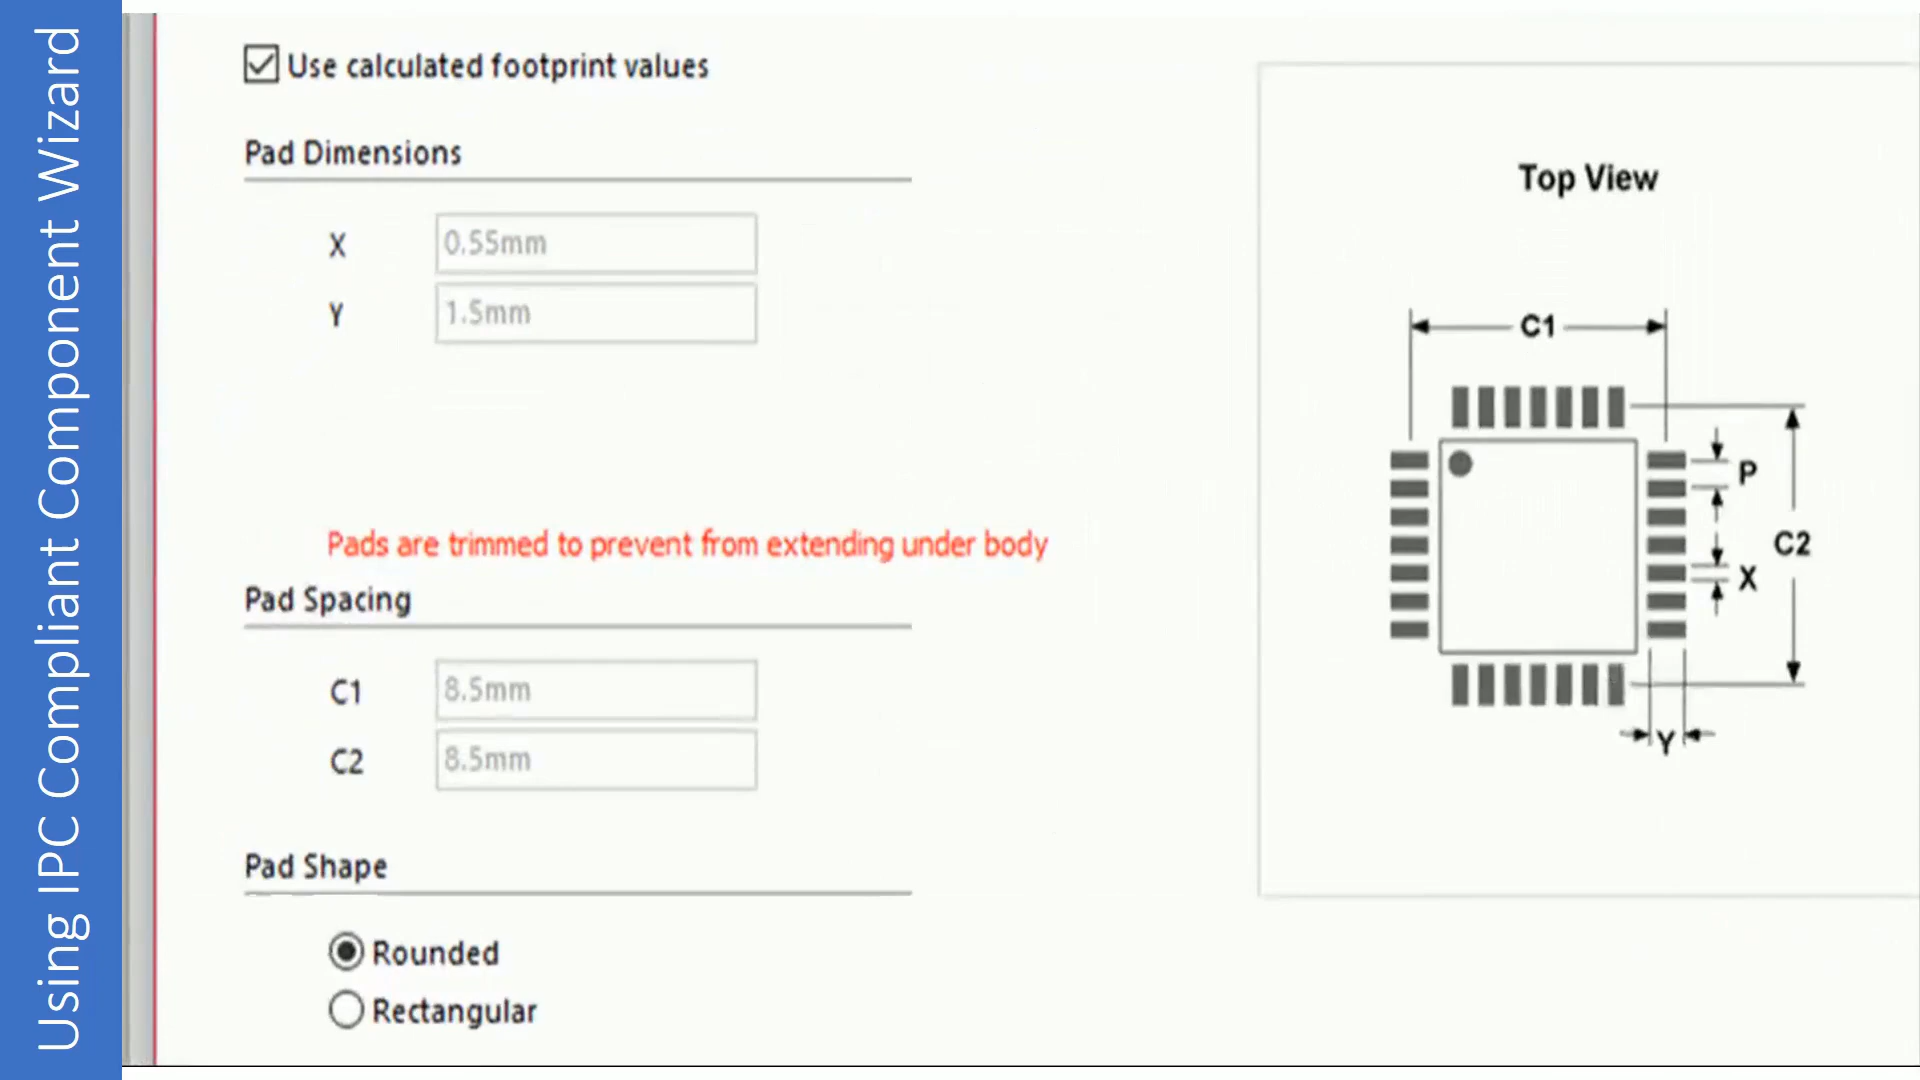 Using IPC Compliant Component Wizard
Use calculated footprint values
Pad Dimensions
X 0.55mm
Y 1.5mm
Pads are trimmed to prevent from extending under body
Pad Spacing
C1 8.5mm
C2 8.5mm
Pad Shape
Rounded
Rectangular
Top View
C1
P
C2
X
Y